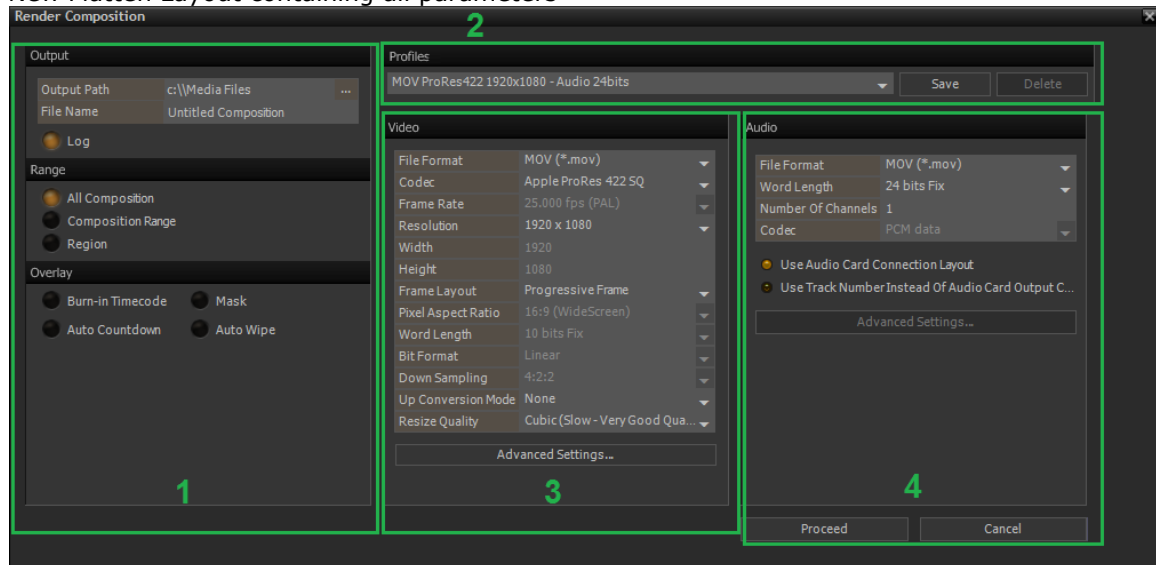 New Matten Layout containing all parameters
Render Composition
2
Output
Output Path c:\\Media Files ...
File Name Untitled Composition
Log
Range
All Composition
Composition Range
Region
Overlay
Burn-in Timecode Mask
Auto Countdown Auto Wipe
1
Profiles
MOV ProRes422 1920x1080 - Audio 24bits Save Delete
Video
File Format MOV (*.mov)
Codec Apple ProRes 422 SQ
Frame Rate 25.000 fps (PAL)
Resolution 1920 x 1080
Width 1920
Height 1080
Frame Layout Progressive Frame
Pixel Aspect Ratio 16:9 (WideScreen)
Word Length 10 bits Fix
Bit Format Linear
Down Sampling 4:2:2
Up Conversion Mode None
Resize Quality Cubic (Slow - Very Good Qua...
Advanced Settings...
3
Audio
File Format MOV (*.mov)
Word Length 24 bits Fix
Number Of Channels 1
Codec PCM data
Use Audio Card Connection Layout
Use Track Number Instead Of Audio Card Output C...
Advanced Settings...
4
Proceed Cancel